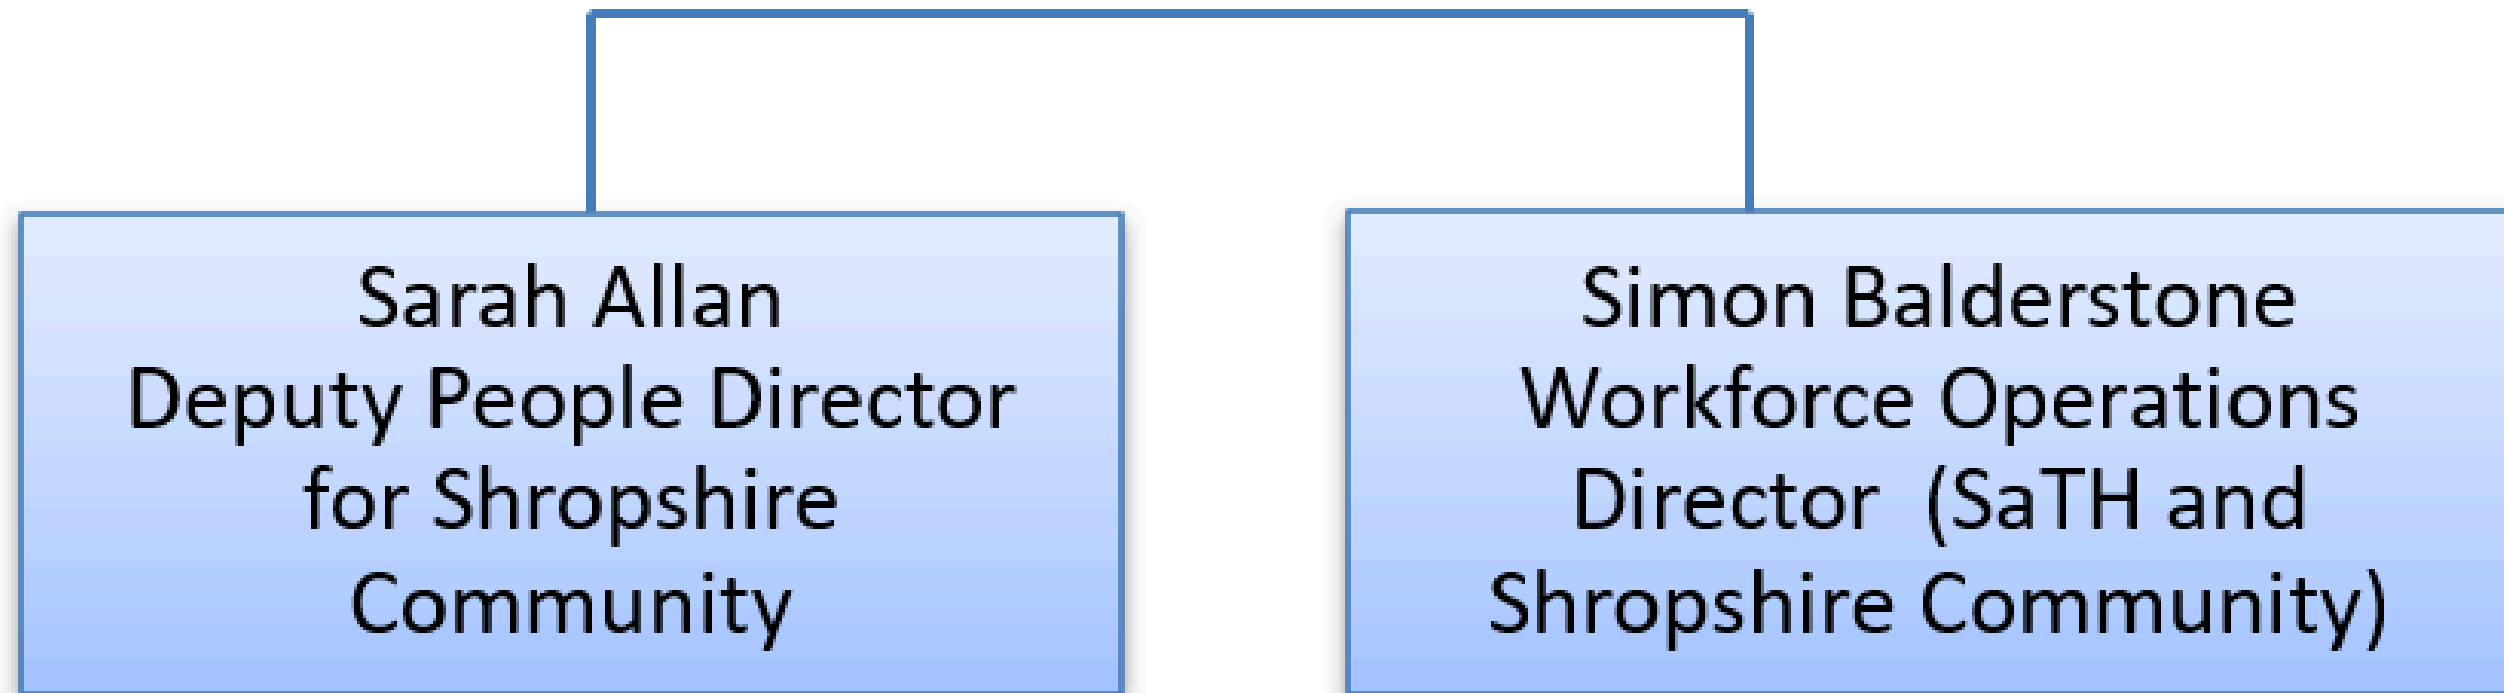 Sarah Allan
Deputy People Director
for Shropshire
Community
Simon Balderstone
Workforce Operations
Director  (SaTH and
Shropshire Community)